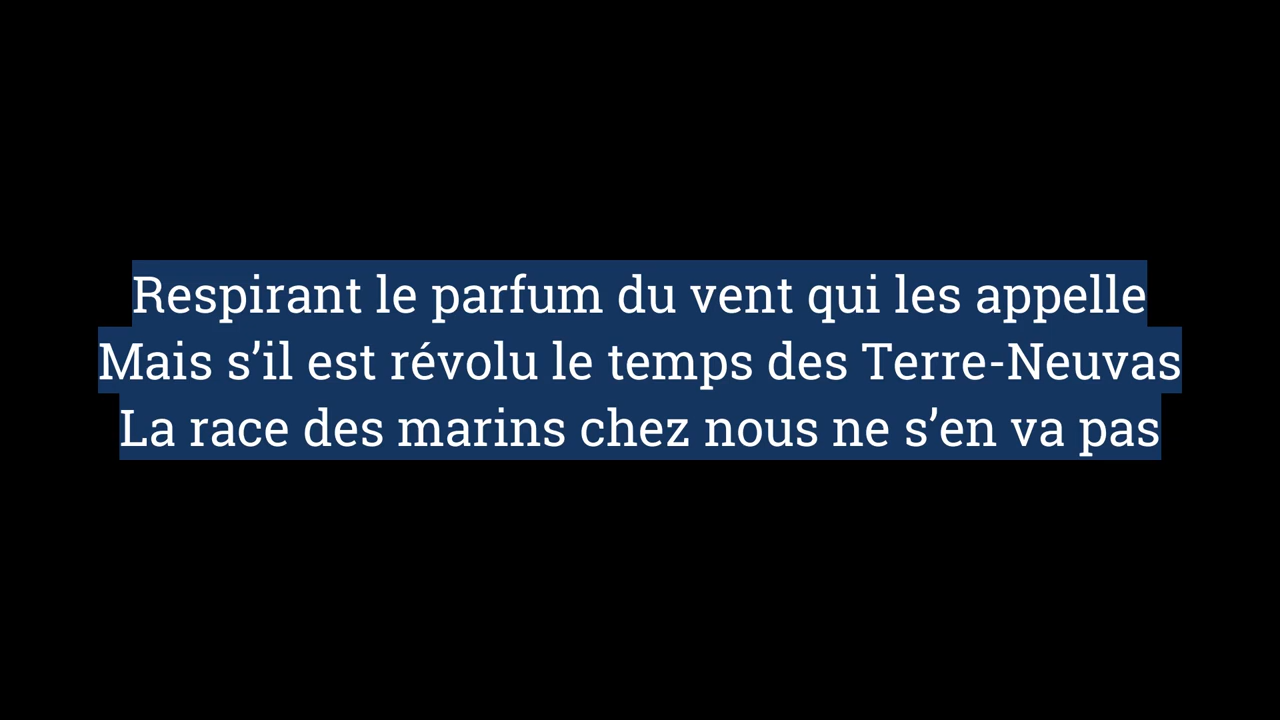 Respirant le parfum du vent qui les appelle
Mais s’il est révolu le temps des Terre-Neuvas
La race des marins chez nous ne s’en va pas